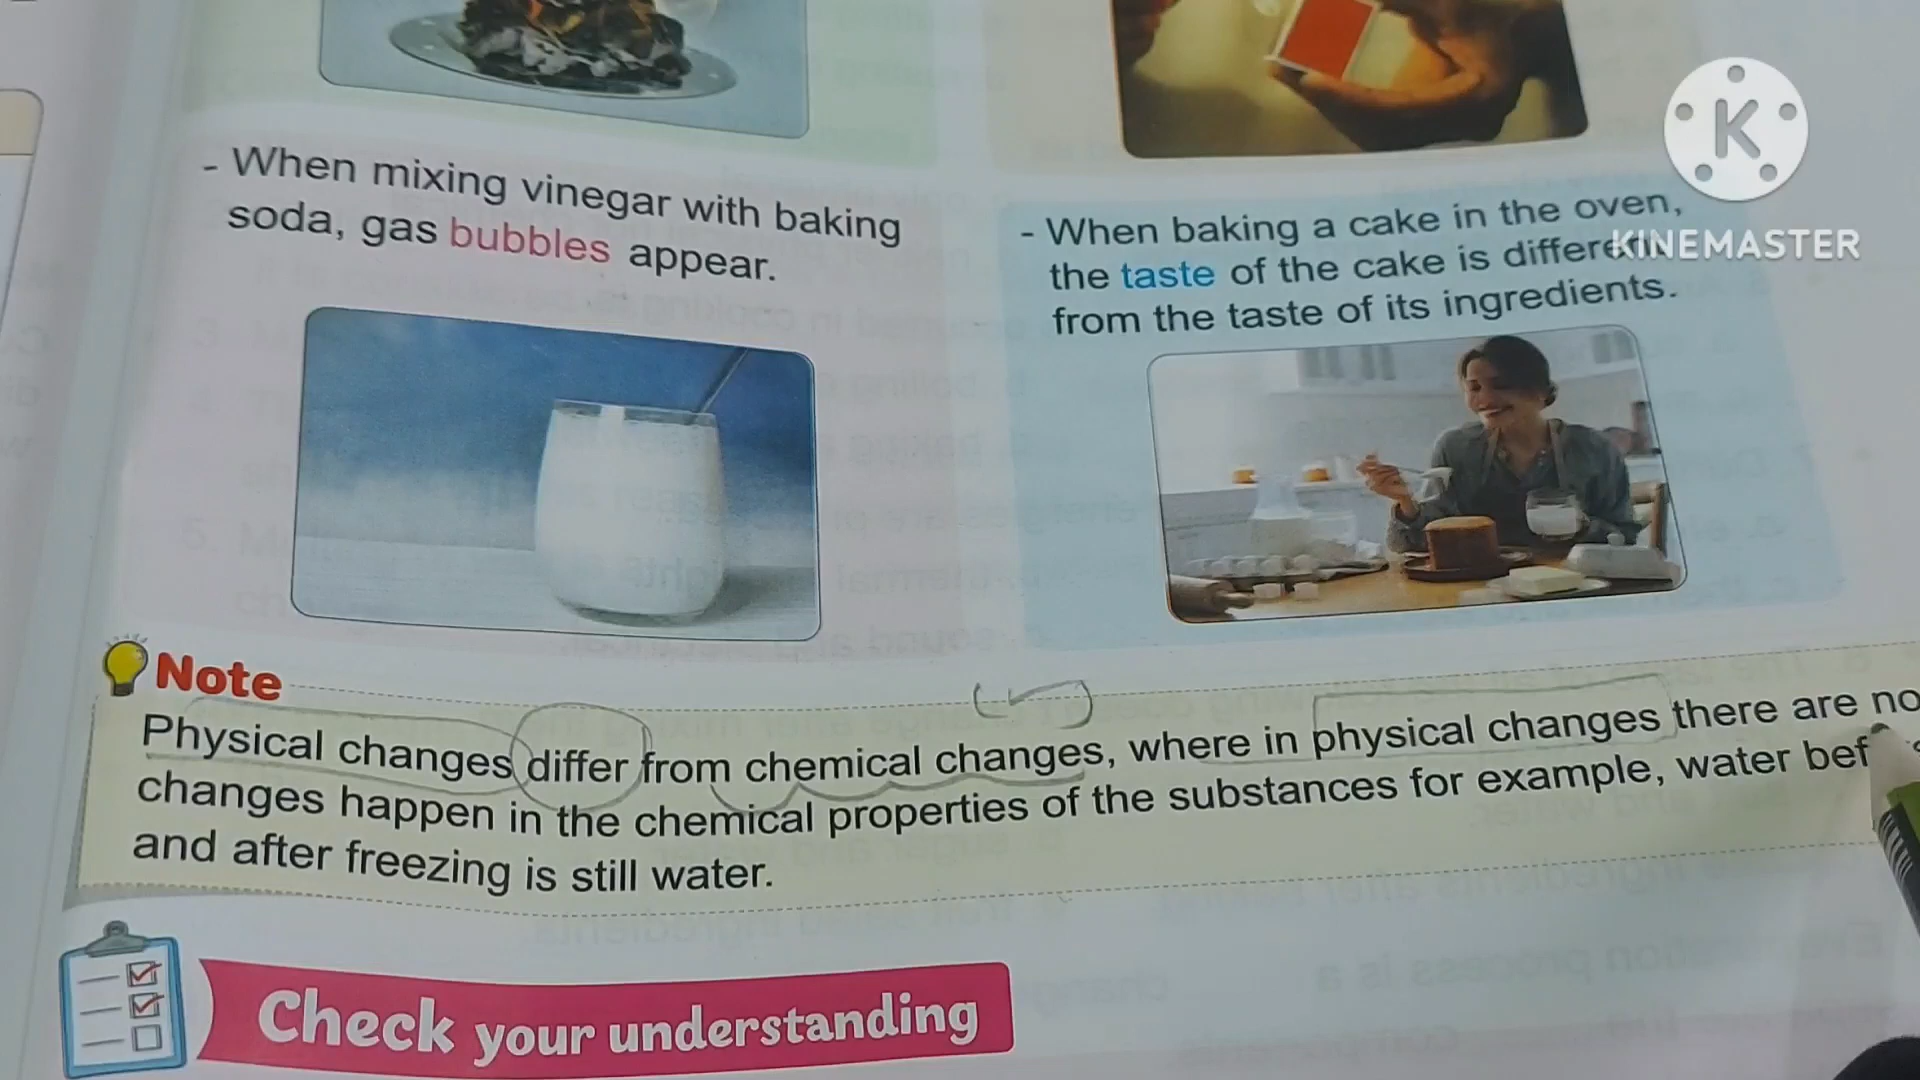 - When mixing vinegar with baking
soda, gas bubbles appear.
- When baking a cake in the oven,
the taste of the cake is different
from the taste of its ingredients.
K
KINEMASTER
Note
Physical changes differ from chemical changes, where in physical changes there are no
changes happen in the chemical properties of the substances for example, water bef
and after freezing is still water.
Check your understanding